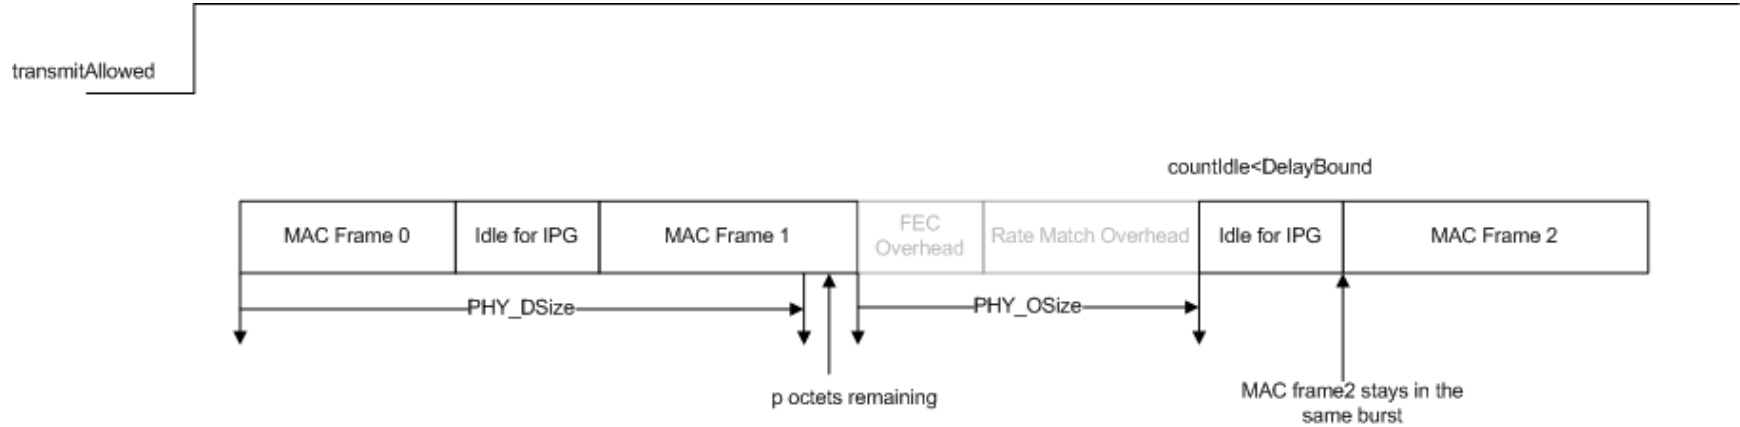 transmitAllowed
countIdle<DelayBound
MAC Frame 0
Idle for IPG
MAC Frame 1
FEC
Overhead
Rate Match Overhead
Idle for IPG
MAC Frame 2
PHY_DSize
PHY_OSize
p octets remaining
MAC frame2 stays in the
same burst